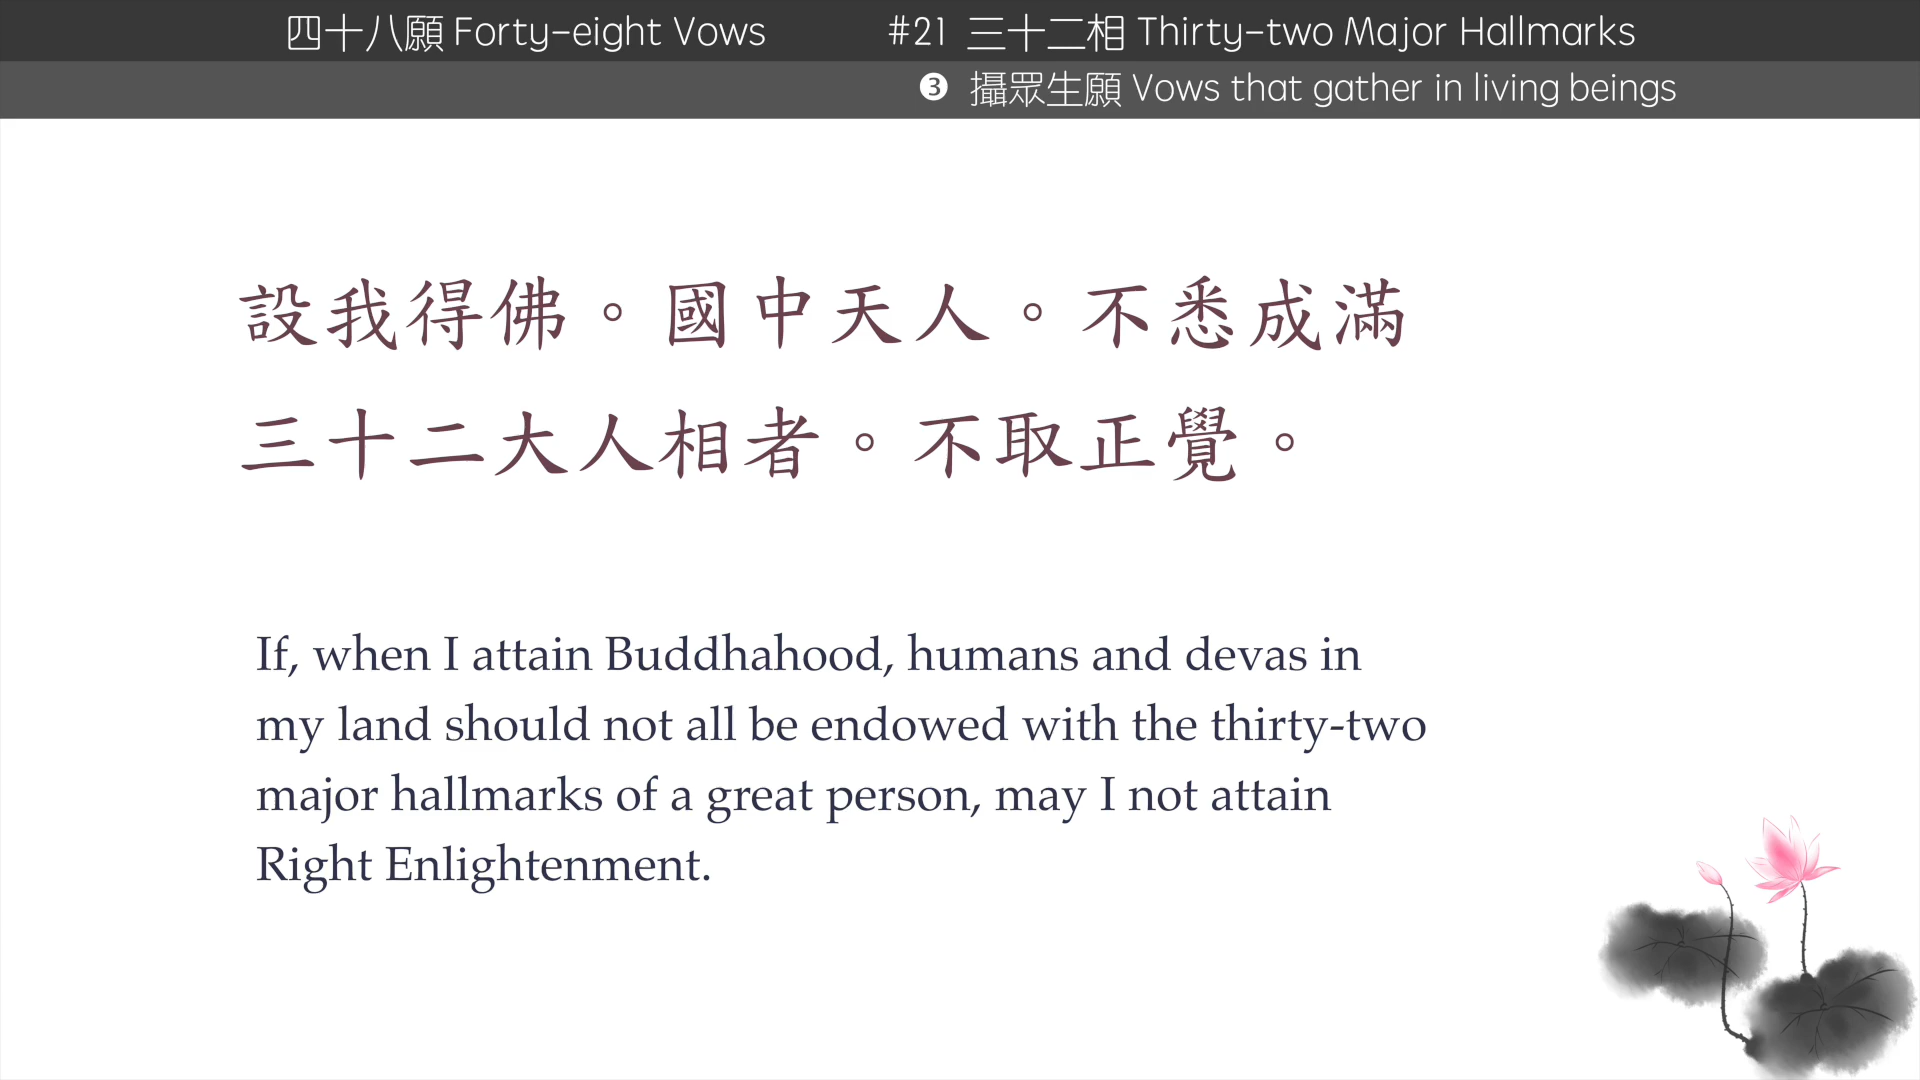 四十八願 Forty-eight Vows
#21 三十二相 Thirty-two Major Hallmarks
❸ 攝眾生願 Vows that gather in living beings
設我得佛。國中天人。不悉成滿
三十二大人相者。不取正覺。
If, when I attain Buddhahood, humans and devas in
my land should not all be endowed with the thirty-two
major hallmarks of a great person, may I not attain
Right Enlightenment.